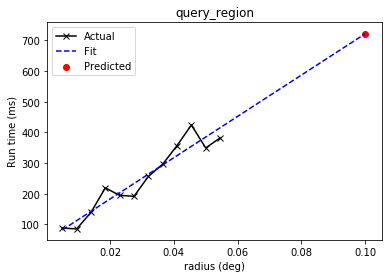 query_region
Actual
Fit
Predicted
Run time (ms)
700
600
500
400
300
200
100
0.02
0.04
0.06
0.08
0.10
radius (deg)